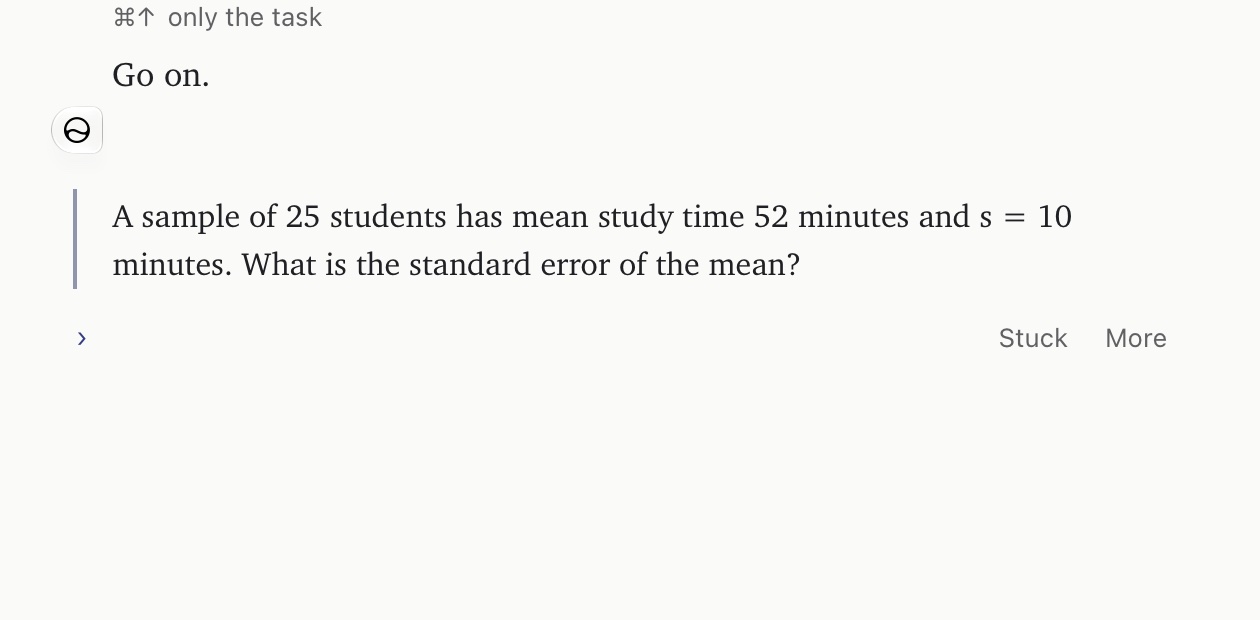 ⌘↑ only the task
Go on.
A sample of 25 students has mean study time 52 minutes and s = 10
minutes. What is the standard error of the mean?
› Stuck More